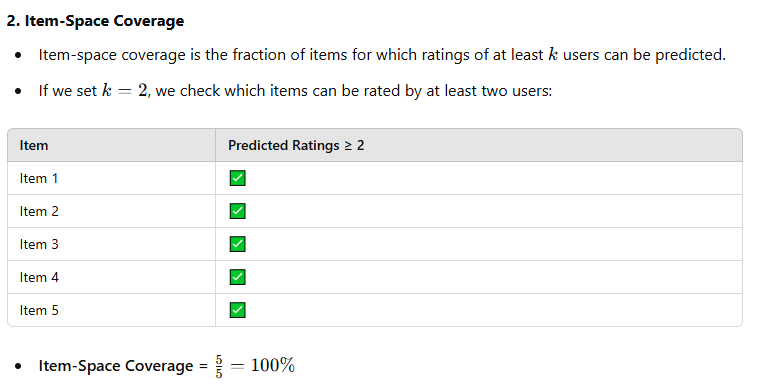 2. Item-Space Coverage
• Item-space coverage is the fraction of items for which ratings of at least k users can be predicted.
• If we set k = 2, we check which items can be rated by at least two users:
Item Predicted Ratings ≥ 2
Item 1 ✅
Item 2 ✅
Item 3 ✅
Item 4 ✅
Item 5 ✅
• Item-Space Coverage = 5/5 = 100%